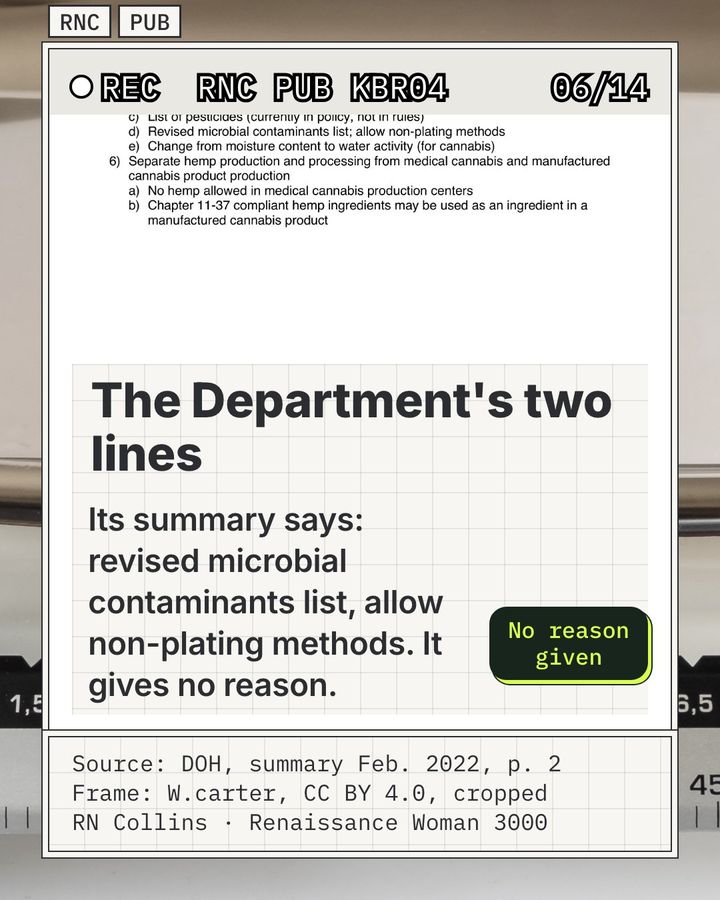 RNC PUB
REC RNC PUB KBR04 06/14
c) List of pesticides (currently in policy, not in rules)
d) Revised microbial contaminants list; allow non-plating methods
e) Change from moisture content to water activity (for cannabis)
6) Separate hemp production and processing from medical cannabis and manufactured
cannabis product production
a) No hemp allowed in medical cannabis production centers
b) Chapter 11-37 compliant hemp ingredients may be used as an ingredient in a
manufactured cannabis product
The Department's two
lines
Its summary says:
revised microbial
contaminants list, allow
non-plating methods. It
gives no reason.
No reason
given
1,5
6,5
45
Source: DOH, summary Feb. 2022, p. 2
Frame: W.carter, CC BY 4.0, cropped
RN Collins · Renaissance Woman 3000